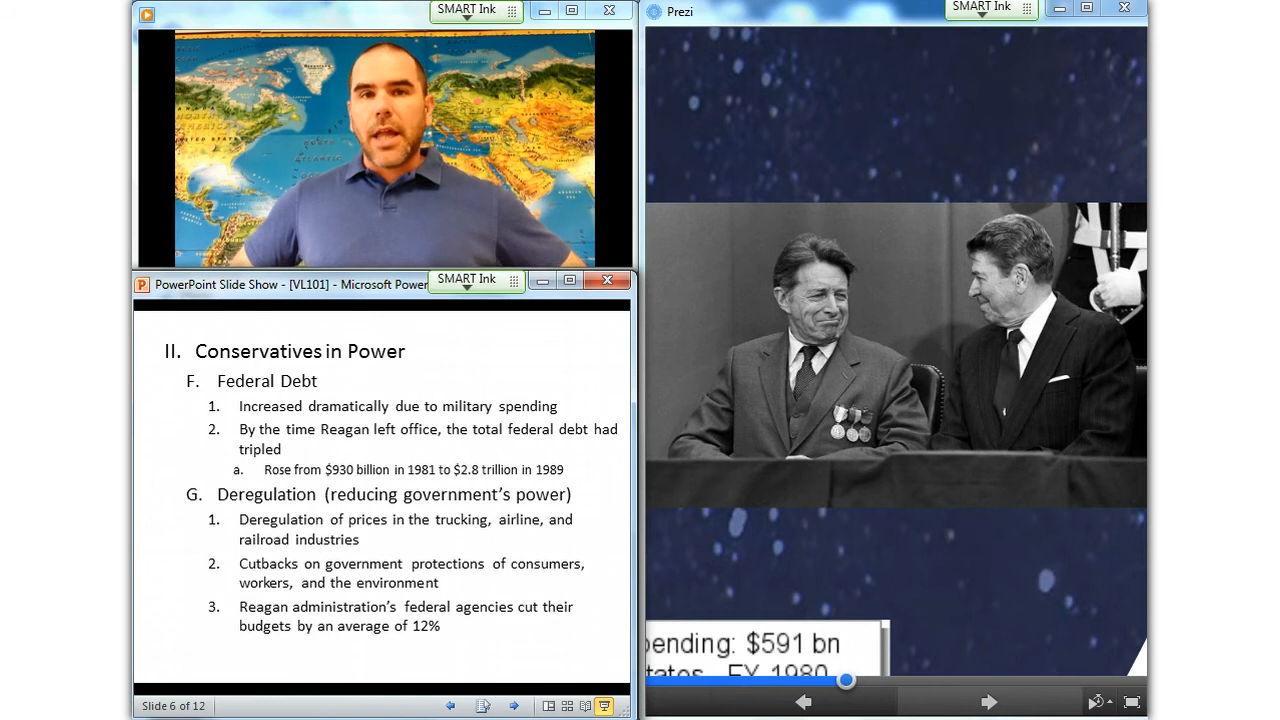 SMART Ink
Prezi
SMART Ink
PowerPoint Slide Show - [VL101] - Microsoft Power
SMART Ink
II. Conservatives in Power
F. Federal Debt
1. Increased dramatically due to military spending
2. By the time Reagan left office, the total federal debt had
tripled
a. Rose from $930 billion in 1981 to $2.8 trillion in 1989
G. Deregulation (reducing government's power)
1. Deregulation of prices in the trucking, airline, and
railroad industries
2. Cutbacks on government protections of consumers,
workers, and the environment
3. Reagan administration's federal agencies cut their
budgets by an average of 12%
Slide 6 of 12
pending: $591 bn
tates - FY 1980